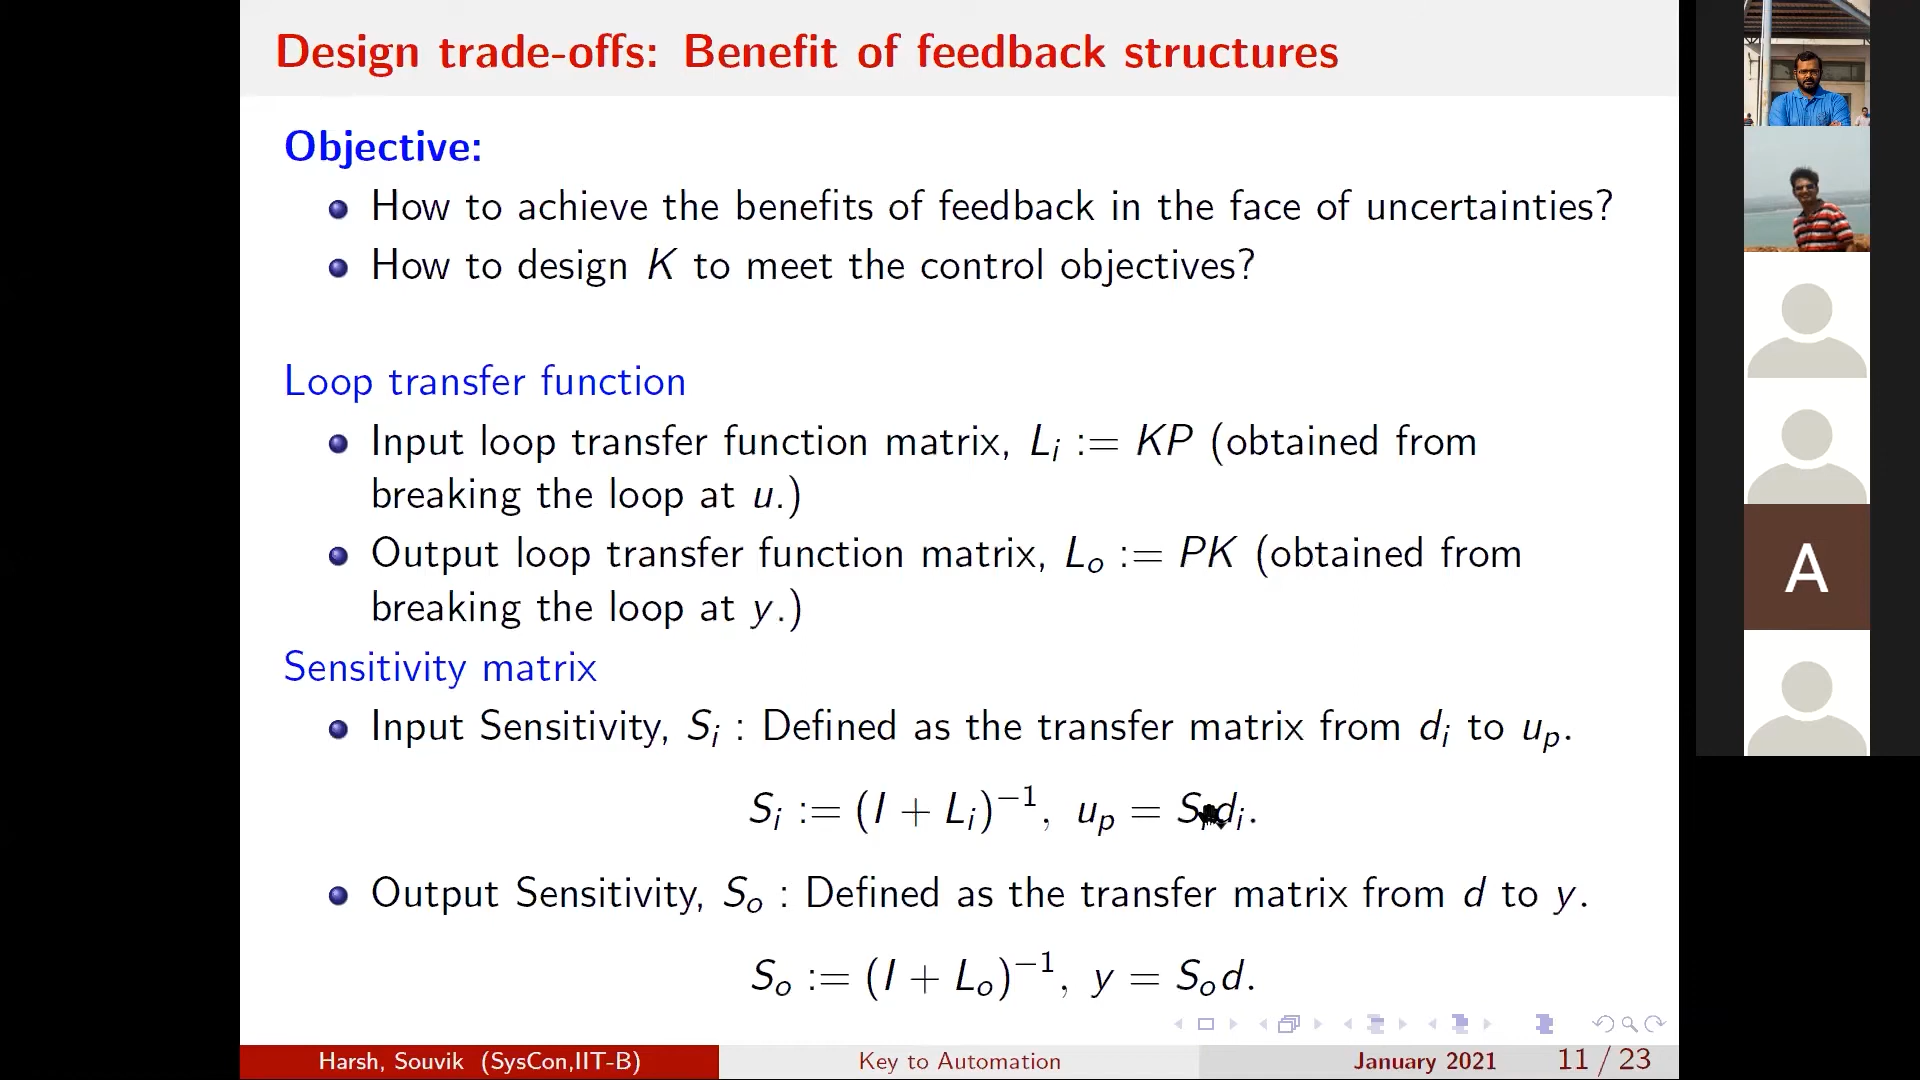 Design trade-offs: Benefit of feedback structures
Objective:
How to achieve the benefits of feedback in the face of uncertainties?
How to design K to meet the control objectives?
Loop transfer function
Input loop transfer function matrix, Lᵢ := KP (obtained from
breaking the loop at u.)
Output loop transfer function matrix, Lₒ := PK (obtained from
breaking the loop at y.)
Sensitivity matrix
Input Sensitivity, Sᵢ : Defined as the transfer matrix from dᵢ to uₚ.
Sᵢ := (I + Lᵢ)⁻¹, uₚ = Sᵢdᵢ.
Output Sensitivity, Sₒ : Defined as the transfer matrix from d to y.
Sₒ := (I + Lₒ)⁻¹, y = Sₒd.
Harsh, Souvik (SysCon,IIT-B) Key to Automation January 2021 11 / 23
A